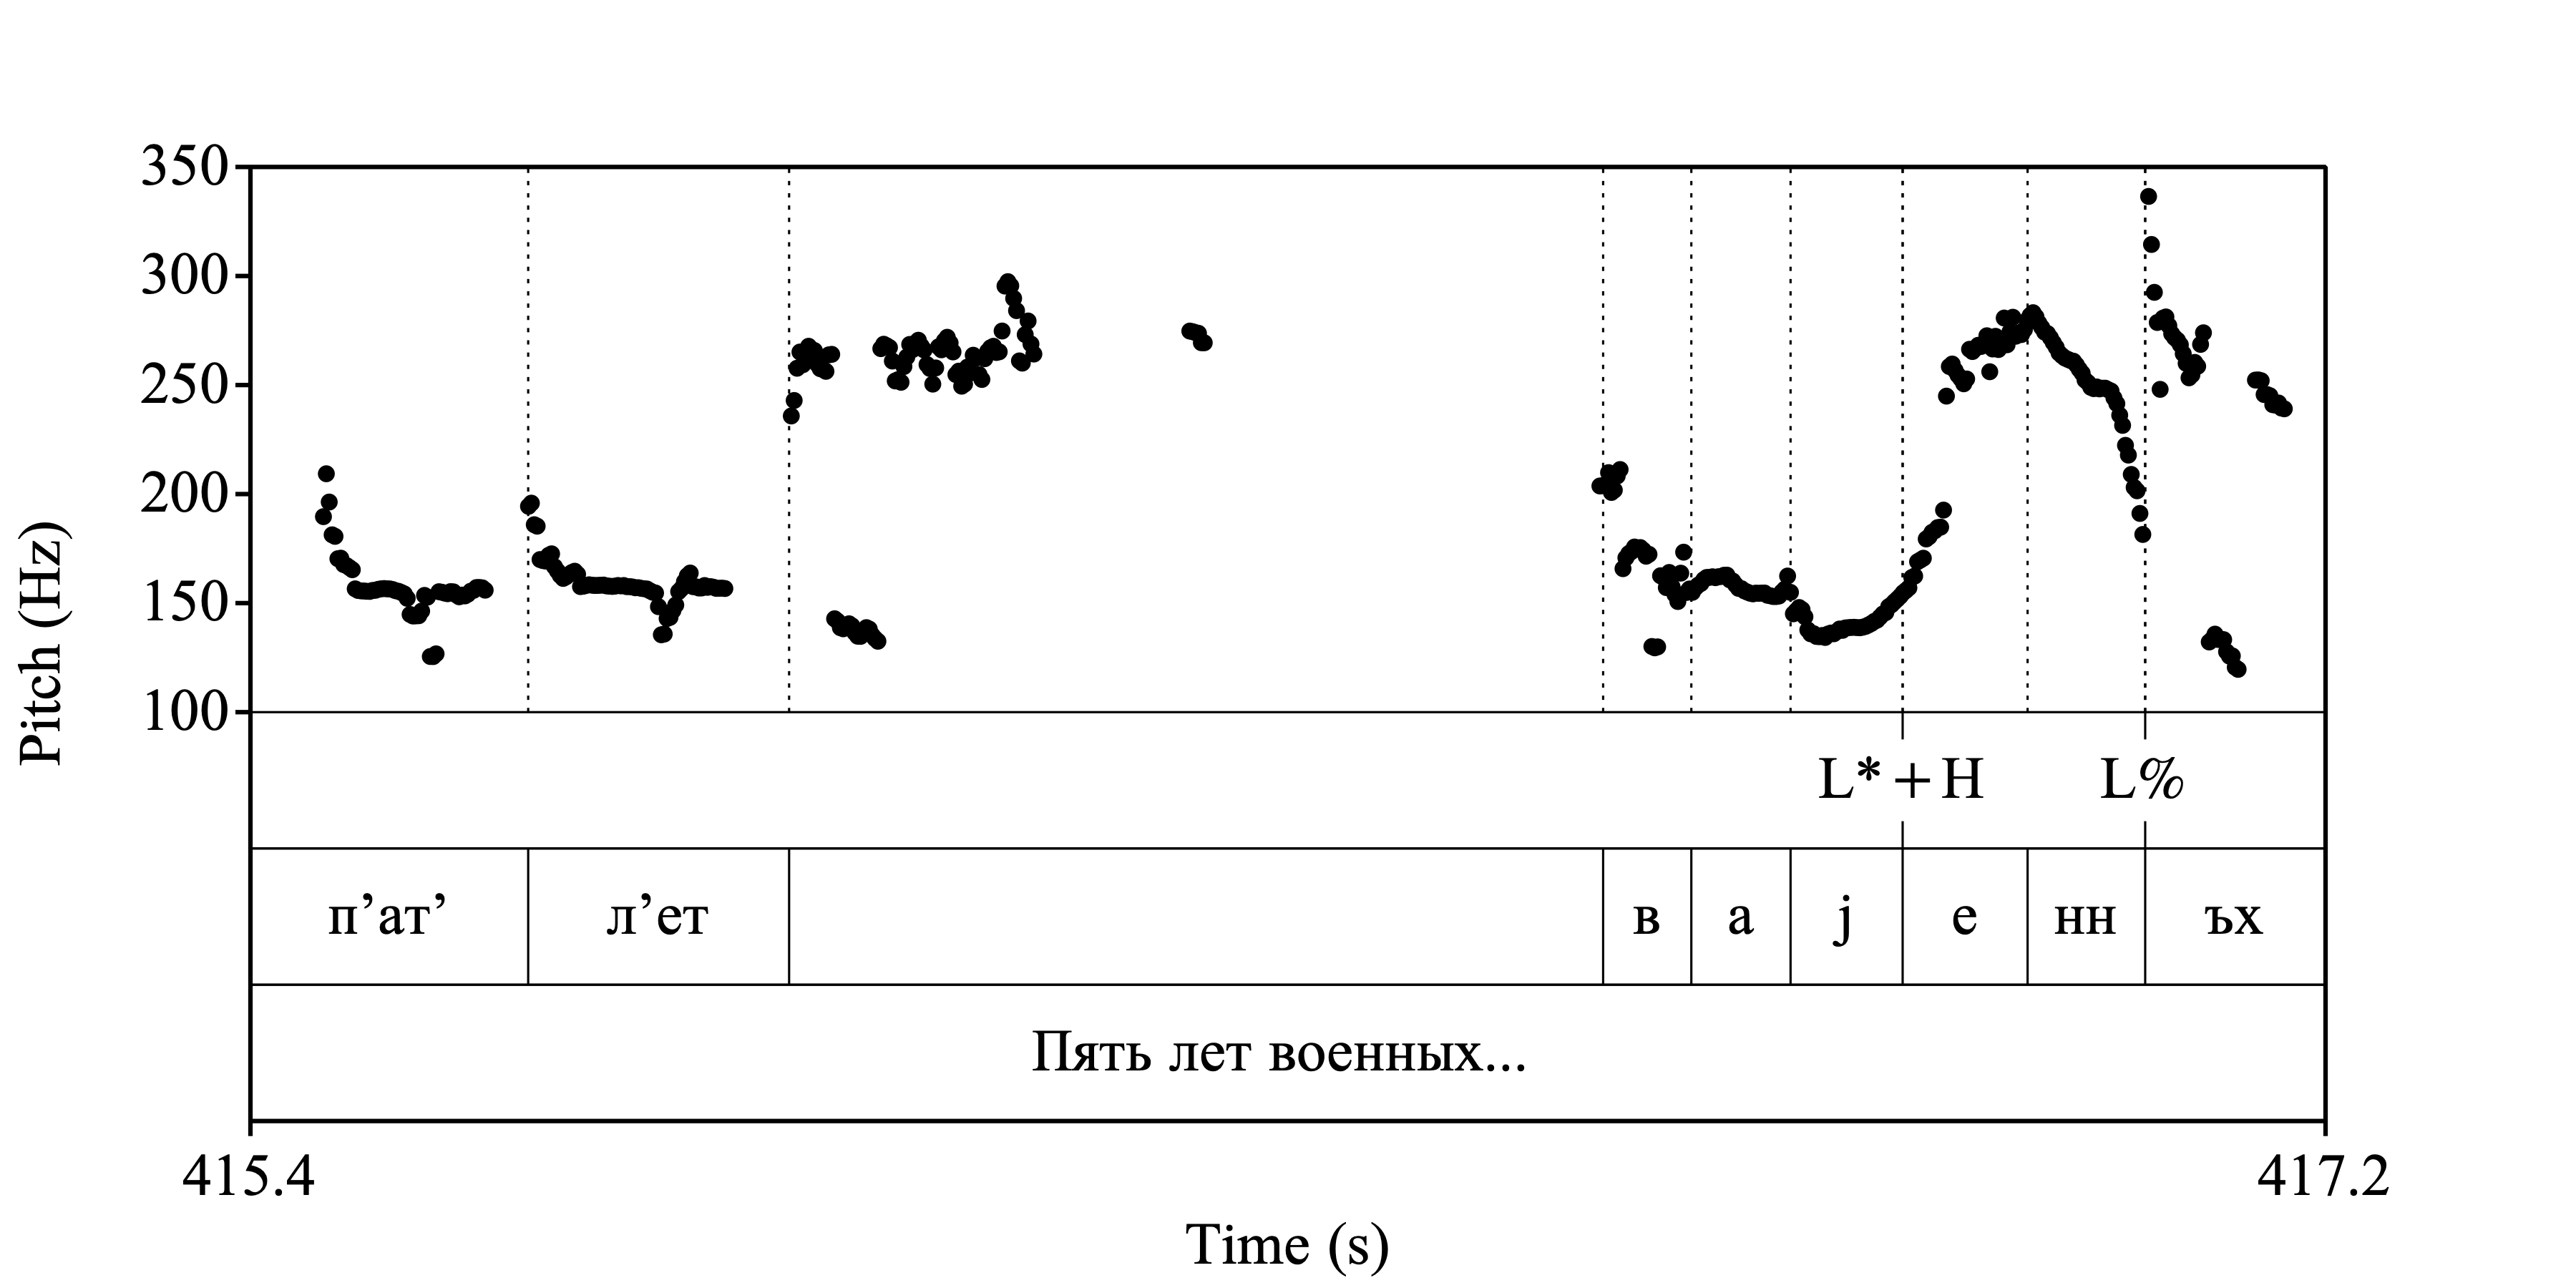 Pitch (Hz)
350
300
250
200
150
100
L*+H L%
п’ат’ л’ет в а j е нн ъх
Пять лет военных...
415.4 417.2
Time (s)